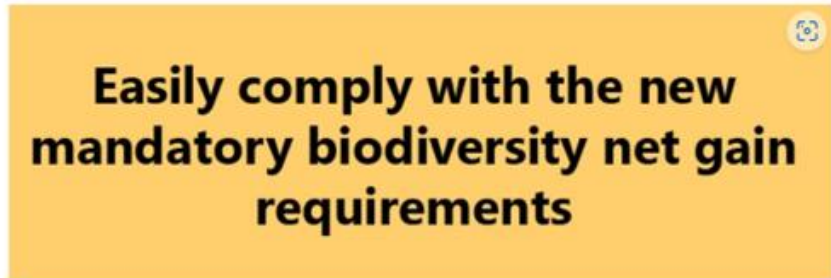 Easily comply with the new
mandatory biodiversity net gain
requirements